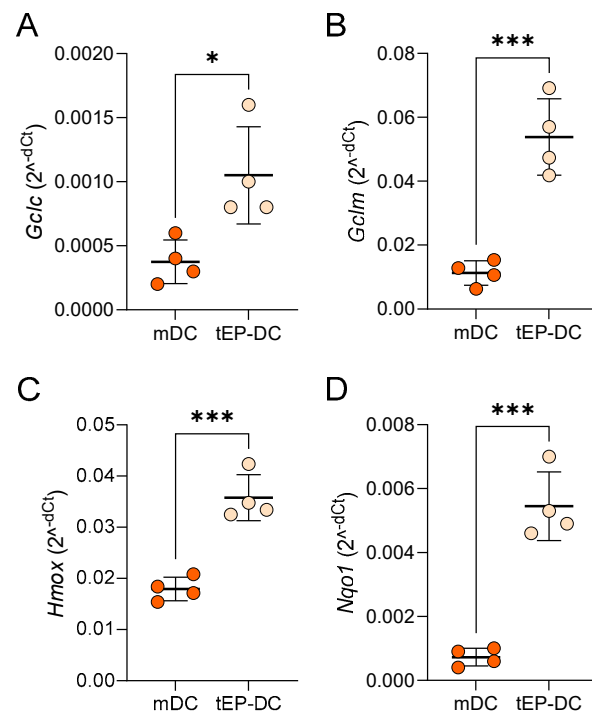 A
Gclc (2^-dCt)
0.0020
0.0015
0.0010
0.0005
0.0000
*
mDC tEP-DC
B
Gclm (2^-dCt)
0.08
0.06
0.04
0.02
0.00
***
mDC tEP-DC
C
Hmox (2^-dCt)
0.05
0.04
0.03
0.02
0.01
0.00
***
mDC tEP-DC
D
Nqo1 (2^-dCt)
0.008
0.006
0.004
0.002
0.000
***
mDC tEP-DC